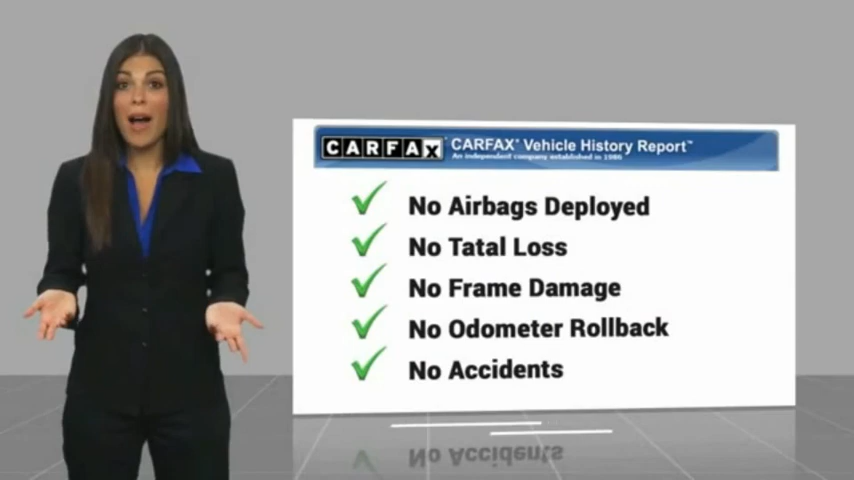 CARFAX CARFAX® Vehicle History Report™
An independent company established in 1986
No Airbags Deployed
No Tatal Loss
No Frame Damage
No Odometer Rollback
No Accidents
No Accidents